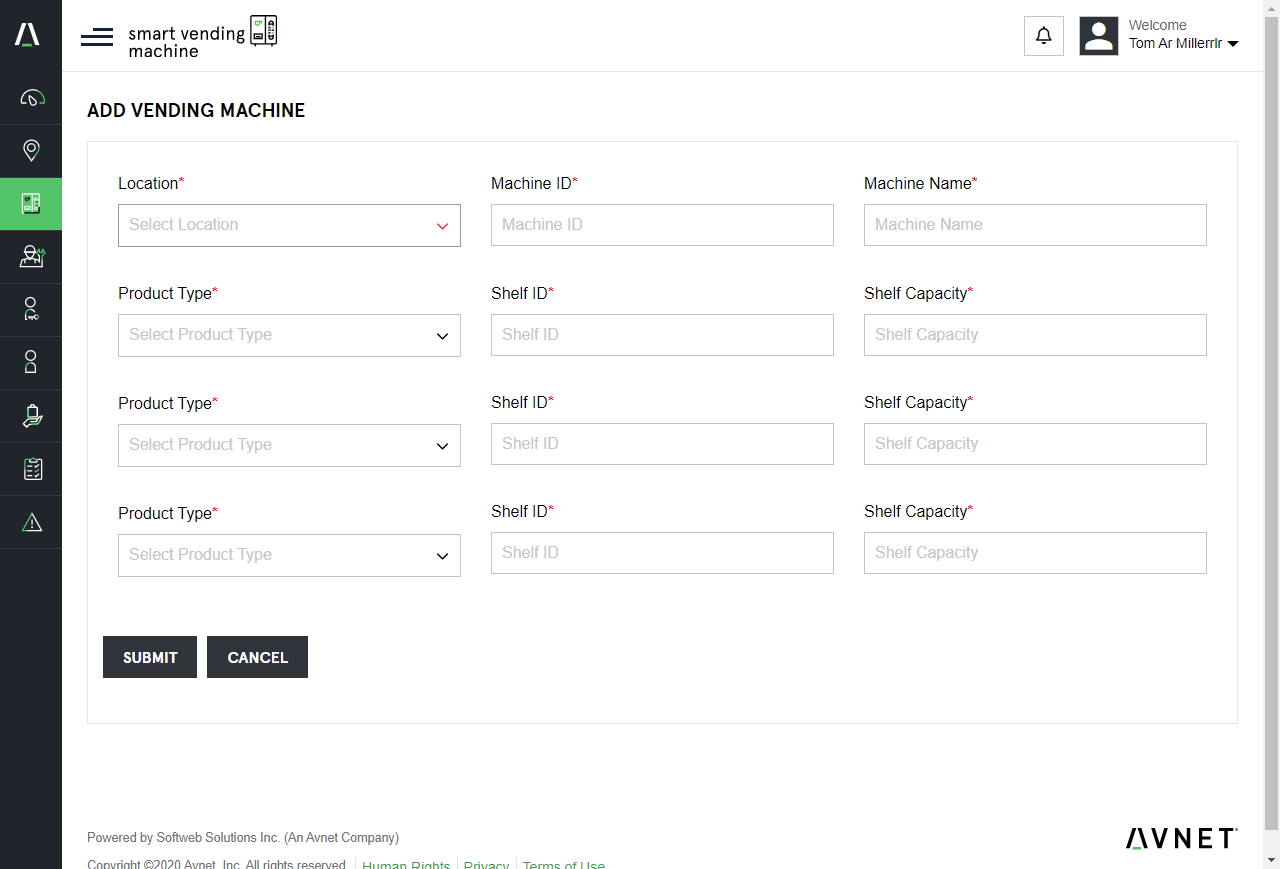 smart vending
machine
Welcome
Tom Ar Millerrlr
ADD VENDING MACHINE
Location* Machine ID* Machine Name*
Select Location Machine ID Machine Name
Product Type* Shelf ID* Shelf Capacity*
Select Product Type Shelf ID Shelf Capacity
Product Type* Shelf ID* Shelf Capacity*
Select Product Type Shelf ID Shelf Capacity
Product Type* Shelf ID* Shelf Capacity*
Select Product Type Shelf ID Shelf Capacity
SUBMIT CANCEL
Powered by Softweb Solutions Inc. (An Avnet Company)
AVNET
Copyright ©2020 Avnet, Inc. All rights reserved. Human Rights Privacy Terms of Use